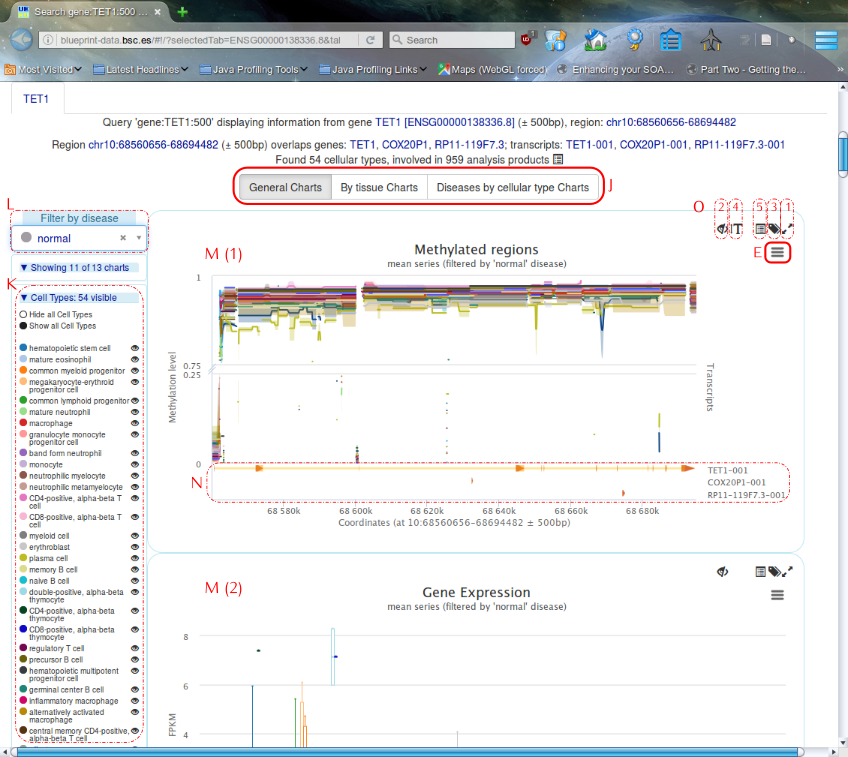 Search gene:TET1:500 ...
blueprint-data.bsc.es/#!/?selectedTab=ENSG00000138336.8&tal
Search
Most Visited
Latest Headlines
Java Profiling Tools
Java Profiling Links
Maps (WebGL forced)
Enhancing your SOA...
Part Two - Getting the...
TET1
Query 'gene:TET1:500' displaying information from gene TET1 [ENSG00000138336.8] (± 500bp), region: chr10:68560656-68694482
Region chr10:68560656-68694482 (± 500bp) overlaps genes: TET1, COX20P1, RP11-119F7.3; transcripts: TET1-001, COX20P1-001, RP11-119F7.3-001
Found 54 cellular types, involved in 959 analysis products
General Charts
By tissue Charts
Diseases by cellular type Charts
J
L
Filter by disease
normal
▼ Showing 11 of 13 charts
K
▼ Cell Types: 54 visible
Hide all Cell Types
Show all Cell Types
hematopoietic stem cell
mature eosinophil
common myeloid progenitor
megakaryocyte-erythroid
progenitor cell
common lymphoid progenitor
mature neutrophil
macrophage
granulocyte monocyte
progenitor cell
band form neutrophil
monocyte
neutrophilic myelocyte
neutrophilic metamyelocyte
CD4-positive, alpha-beta T
cell
CD8-positive, alpha-beta T
cell
myeloid cell
erythroblast
plasma cell
memory B cell
naive B cell
double-positive, alpha-beta
thymocyte
CD4-positive, alpha-beta
thymocyte
CD8-positive, alpha-beta
thymocyte
regulatory T cell
precursor B cell
hematopoietic multipotent
progenitor cell
germinal center B cell
inflammatory macrophage
alternatively activated
macrophage
central memory CD4-positive,
alpha-beta T cell
O
2 4 5 3 1
E
M (1)
Methylated regions
mean series (filtered by 'normal' disease)
1
0.75
0.25
0
Methylation level
Transcripts
N
TET1-001
COX20P1-001
RP11-119F7.3-001
68 580k
68 600k
68 620k
68 640k
68 660k
68 680k
Coordinates (at 10:68560656-68694482 ± 500bp)
M (2)
Gene Expression
mean series (filtered by 'normal' disease)
8
6
4
FPKM